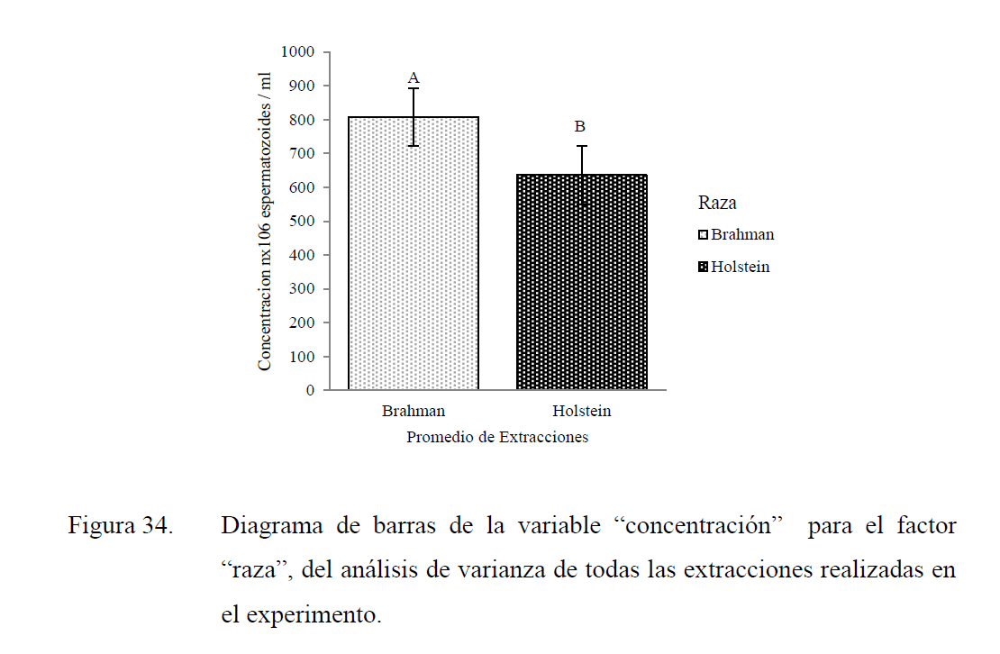 1000
900
800
700
600
500
400
300
200
100
0
Concentracion nx106 espermatozoides / ml
A
B
Brahman
Holstein
Promedio de Extracciones
Raza
Brahman
Holstein
Figura 34. Diagrama de barras de la variable “concentración” para el factor
“raza”, del análisis de varianza de todas las extracciones realizadas en
el experimento.